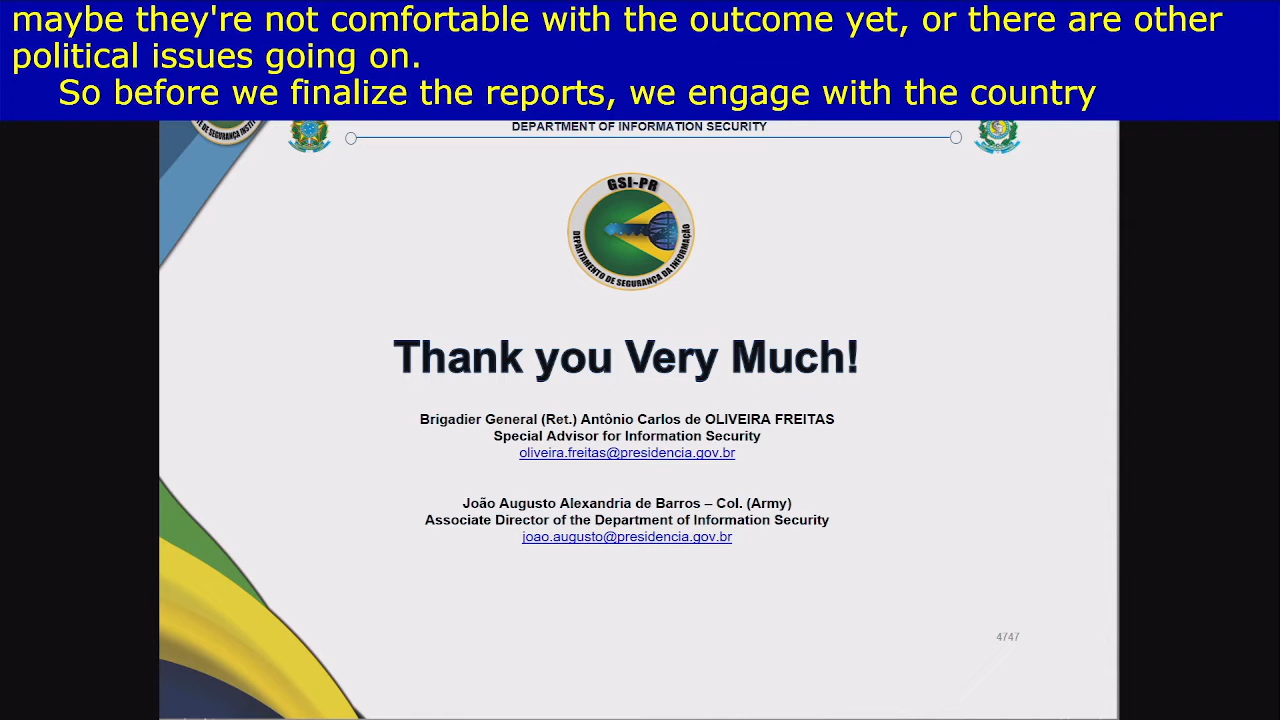 maybe they're not comfortable with the outcome yet, or there are other
political issues going on.
So before we finalize the reports, we engage with the country
DEPARTMENT OF INFORMATION SECURITY
GSI-PR
DEPARTAMENTO DE SEGURANÇA DA INFORMAÇÃO
Thank you Very Much!
Brigadier General (Ret.) Antônio Carlos de OLIVEIRA FREITAS
Special Advisor for Information Security
oliveira.freitas@presidencia.gov.br
João Augusto Alexandria de Barros – Col. (Army)
Associate Director of the Department of Information Security
joao.augusto@presidencia.gov.br
4747